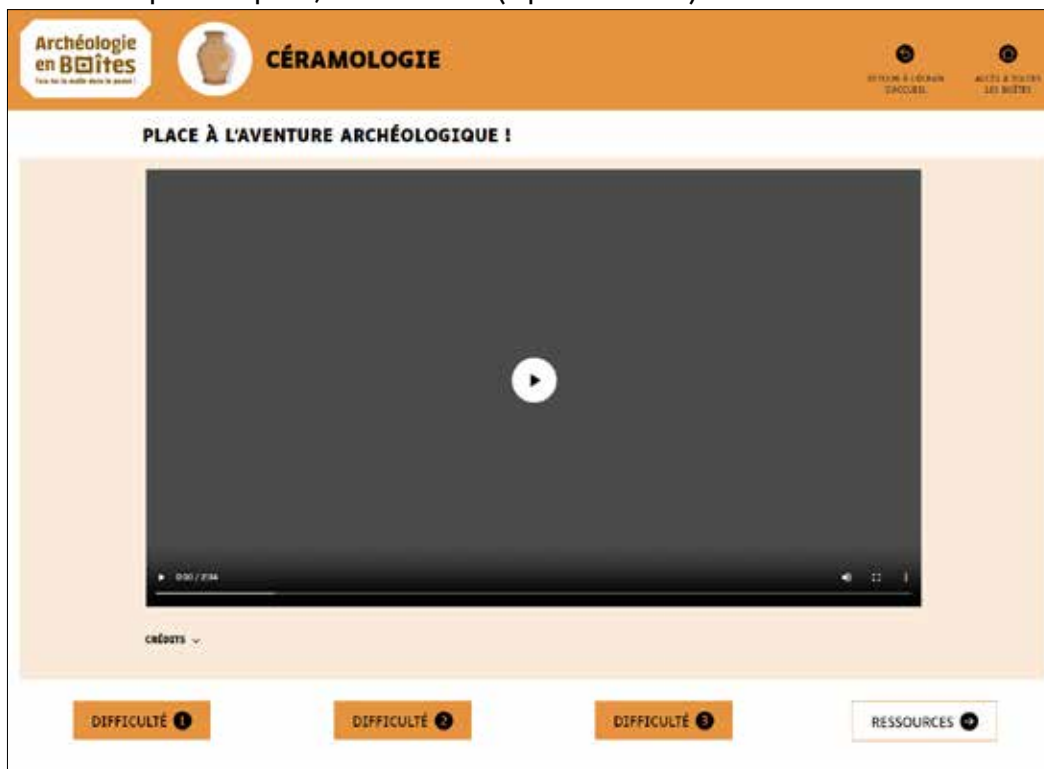 Archéologie
en Boîtes
CÉRAMOLOGIE
PLACE À L'AVENTURE ARCHÉOLOGIQUE !
CRÉDITS
DIFFICULTÉ 1
DIFFICULTÉ 2
DIFFICULTÉ 3
RESSOURCES